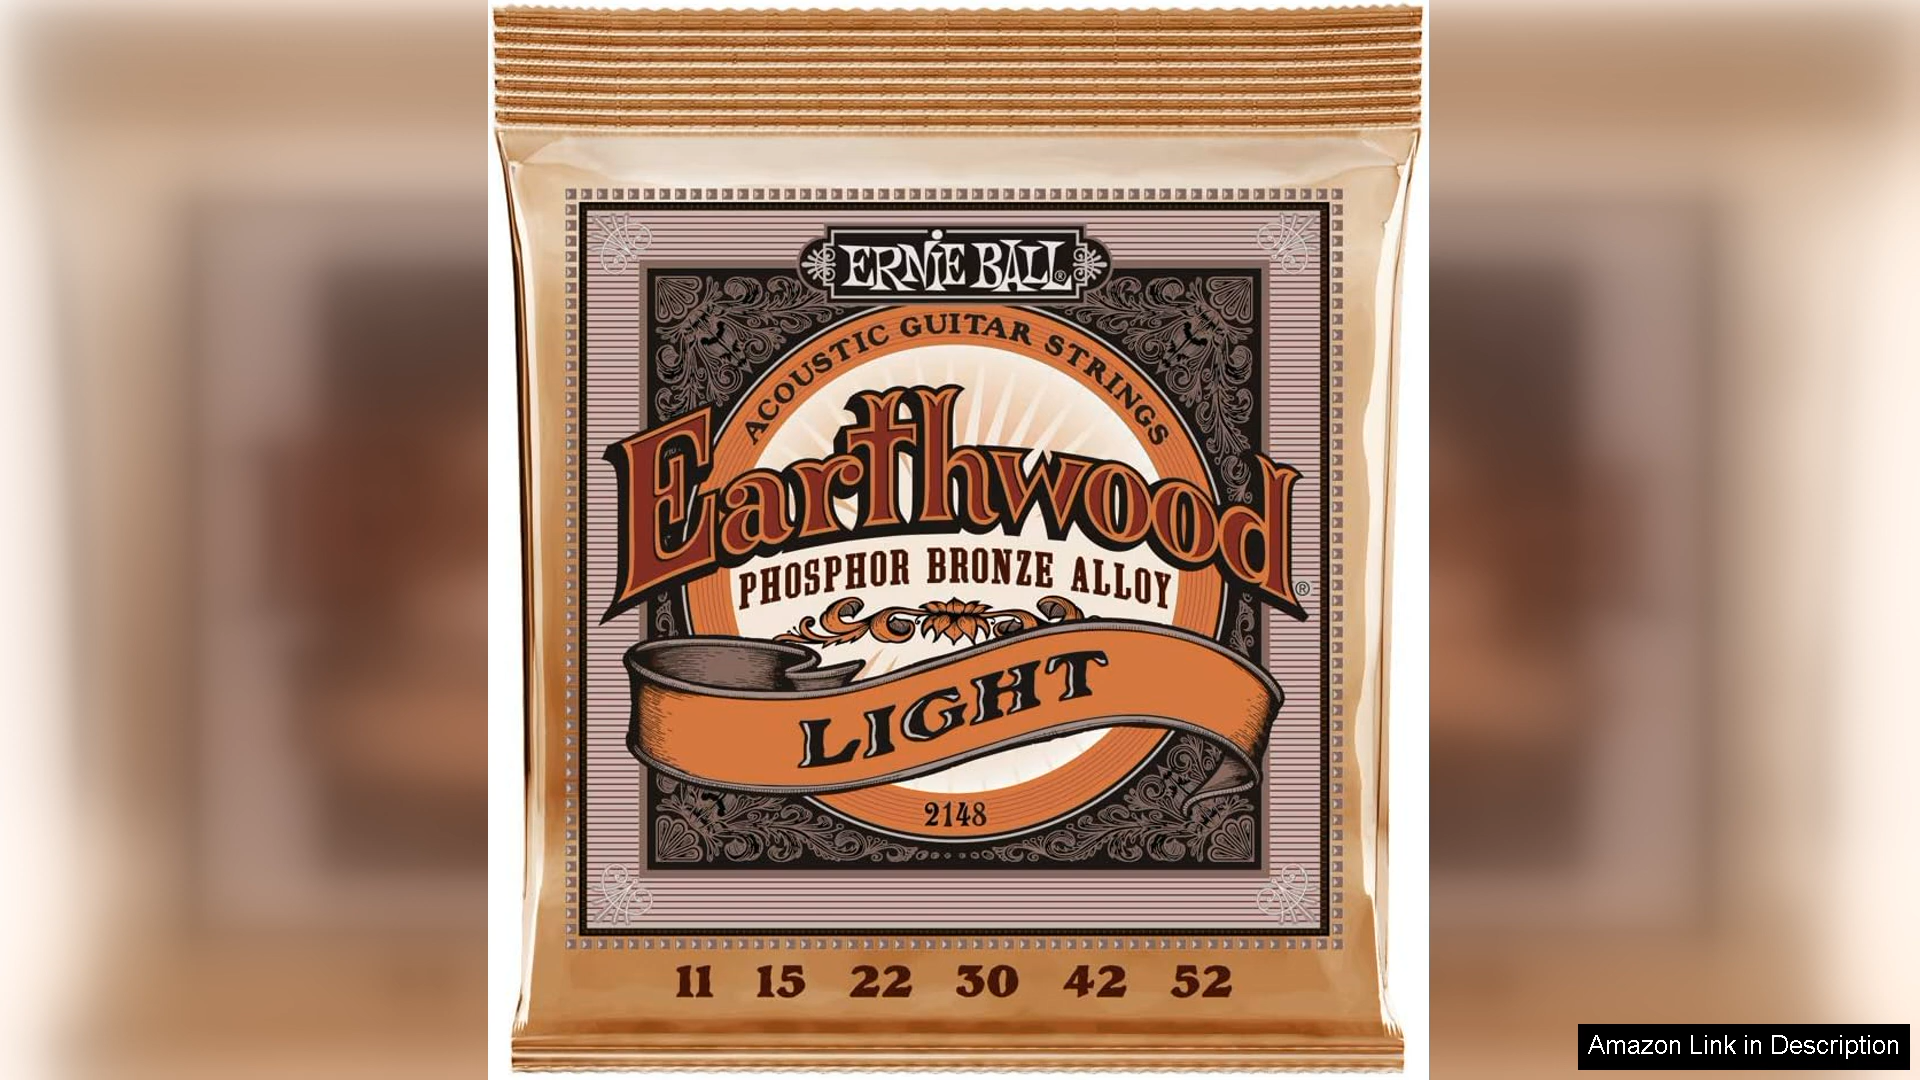 ERNIE BALL®
ACOUSTIC GUITAR STRINGS
Earthwood®
PHOSPHOR BRONZE ALLOY
LIGHT
2148
11 15 22 30 42 52
Amazon Link in Description